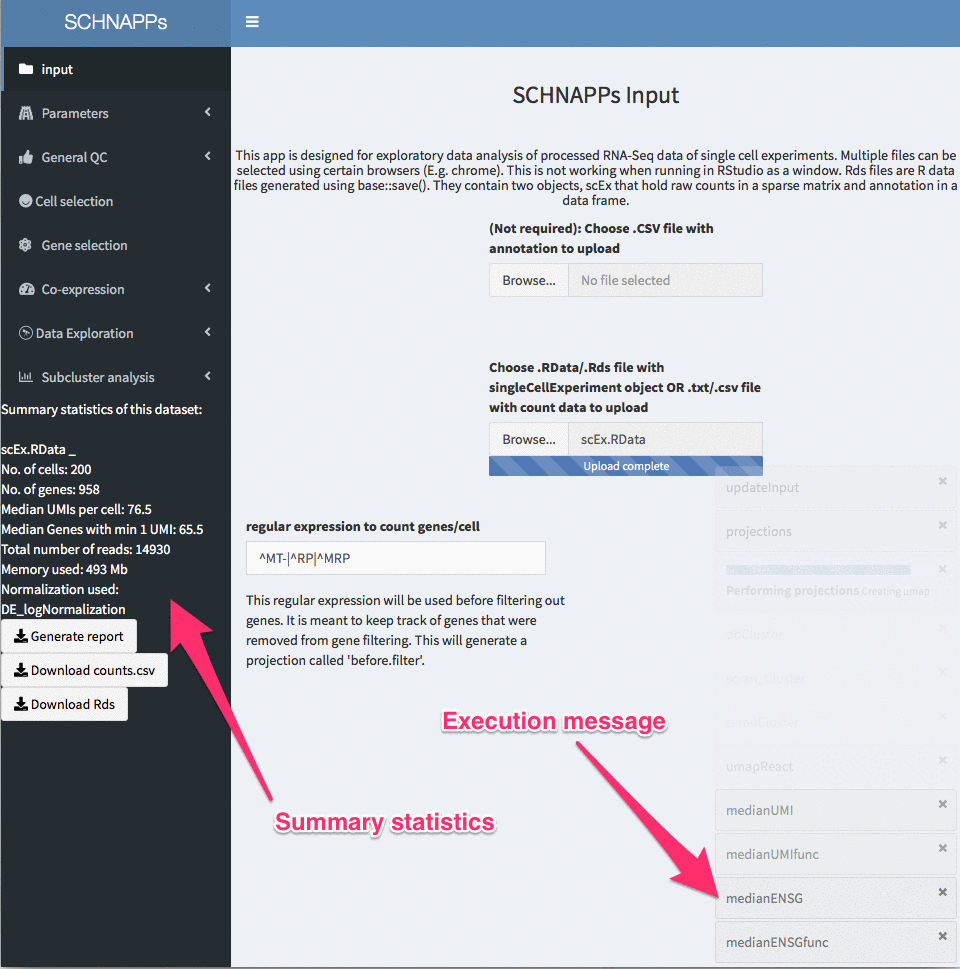 SCHNAPPs
input
Parameters
General QC
Cell selection
Gene selection
Co-expression
Data Exploration
Subcluster analysis
Summary statistics of this dataset:
scEx.RData _
No. of cells: 200
No. of genes: 958
Median UMIs per cell: 76.5
Median Genes with min 1 UMI: 65.5
Total number of reads: 14930
Memory used: 493 Mb
Normalization used:
DE_logNormalization
Generate report
Download counts.csv
Download Rds
SCHNAPPs Input
This app is designed for exploratory data analysis of processed RNA-Seq data of single cell experiments. Multiple files can be
selected using certain browsers (E.g. chrome). This is not working when running in RStudio as a window. Rds files are R data
files generated using base::save(). They contain two objects, scEx that hold raw counts in a sparse matrix and annotation in a
data frame.
(Not required): Choose .CSV file with
annotation to upload
Browse... No file selected
Choose .RData/.Rds file with
singleCellExperiment object OR .txt/.csv file
with count data to upload
Browse... scEx.RData
Upload complete
regular expression to count genes/cell
^MT-|^RP|^MRP
This regular expression will be used before filtering out
genes. It is meant to keep track of genes that were
removed from gene filtering. This will generate a
projection called 'before.filter'.
Summary statistics
Execution message
updateInput
projections
Performing projections Creating umap
dbCluster
scran_Cluster
umapReact
medianUMI
medianUMIfunc
medianENSG
medianENSGfunc